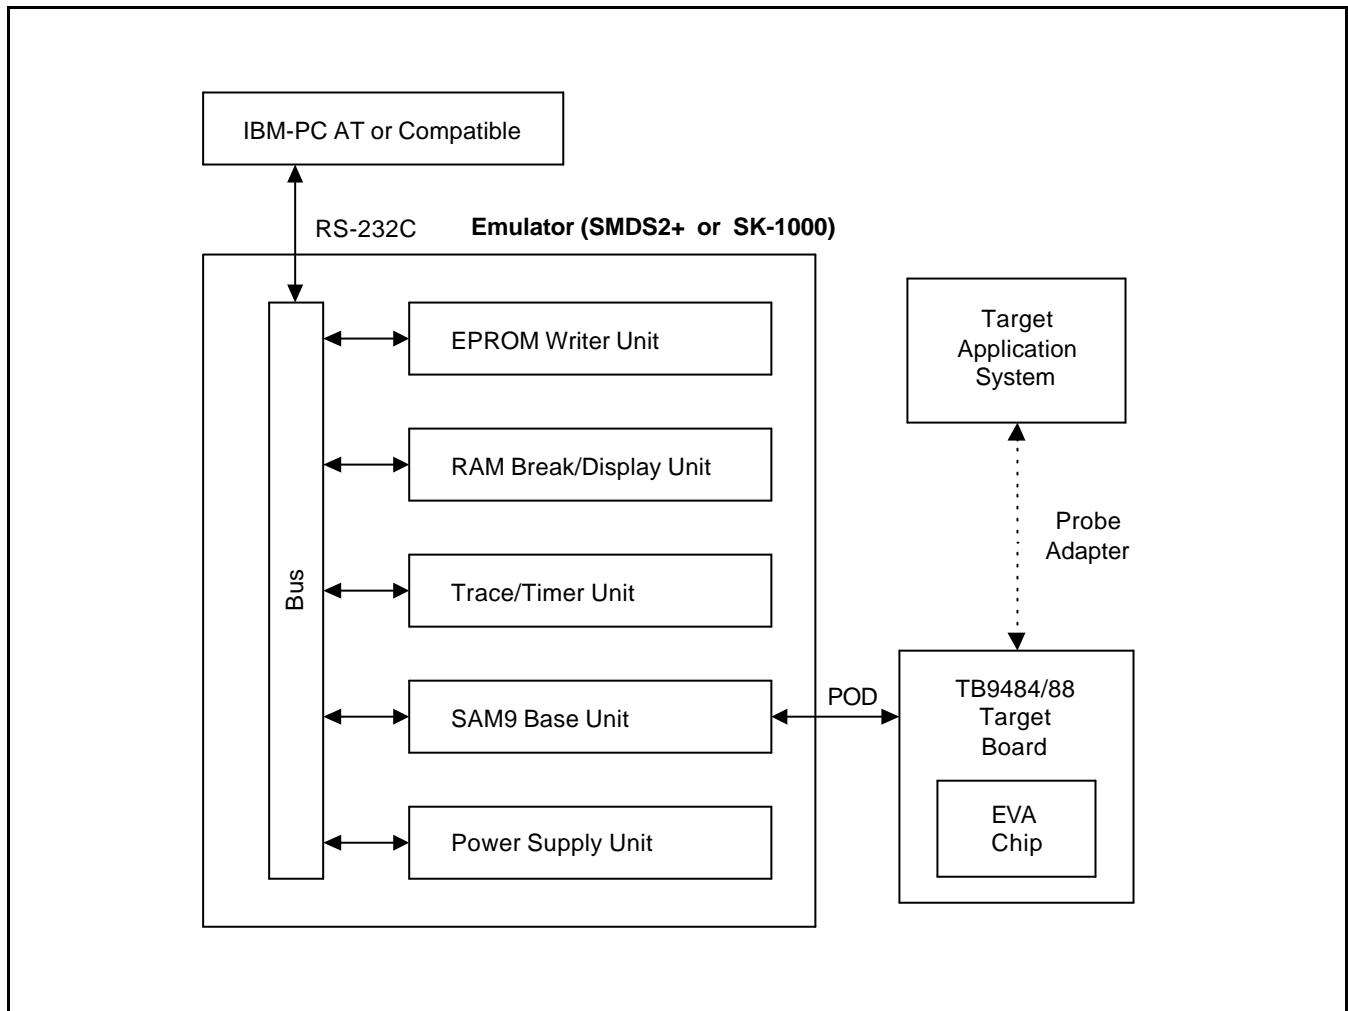 IBM-PC AT or Compatible
RS-232C
Emulator (SMDS2+ or SK-1000)
Bus
EPROM Writer Unit
RAM Break/Display Unit
Trace/Timer Unit
SAM9 Base Unit
Power Supply Unit
POD
Target
Application
System
Probe
Adapter
TB9484/88
Target
Board
EVA
Chip